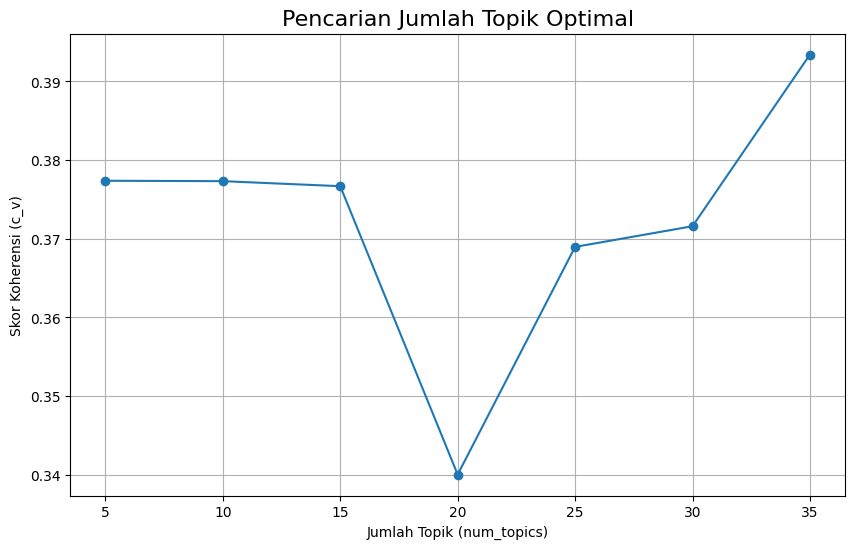 Pencarian Jumlah Topik Optimal
0.39
0.38
0.37
0.36
0.35
0.34
Skor Koherensi (c_v)
5 10 15 20 25 30 35
Jumlah Topik (num_topics)